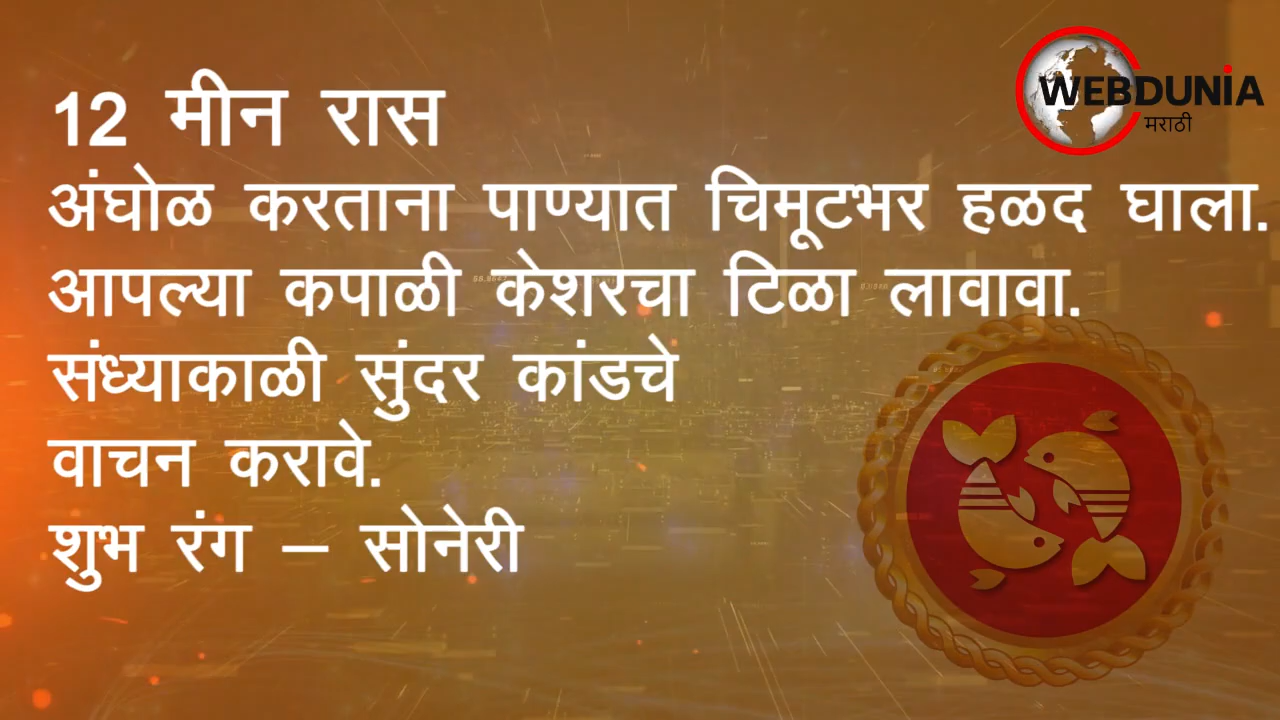 WEBDUNIA
मराठी
12 मीन रास
अंघोळ करताना पाण्यात चिमूटभर हळद घाला.
आपल्या कपाळी केशरचा टिळा लावावा.
संध्याकाळी सुंदर कांडचे
वाचन करावे.
शुभ रंग – सोनेरी